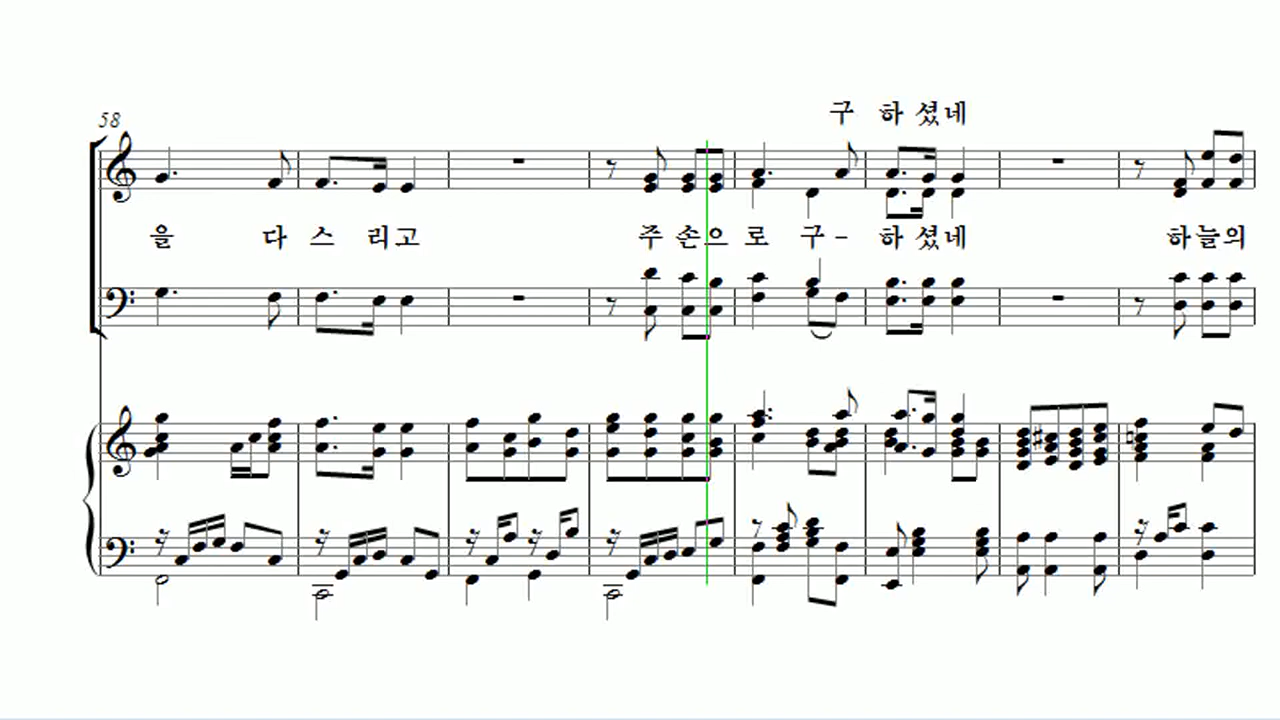 58
구 하 셨네
을 다 스 리고 주 손으 로 구- 하 셨네 하늘의